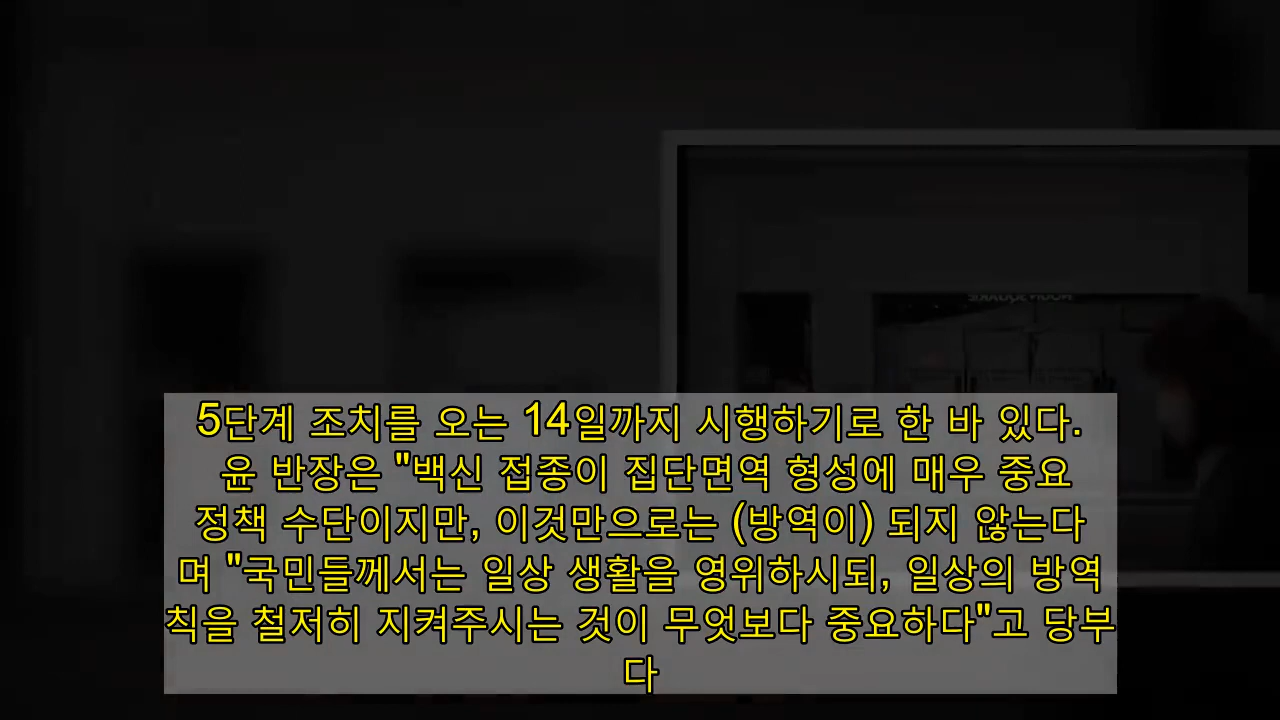 5단계 조치를 오는 14일까지 시행하기로 한 바 있다.
윤 반장은 "백신 접종이 집단면역 형성에 매우 중요
정책 수단이지만, 이것만으로는 (방역이) 되지 않는다
며 "국민들께서는 일상 생활을 영위하시되, 일상의 방역
칙을 철저히 지켜주시는 것이 무엇보다 중요하다"고 당부
다